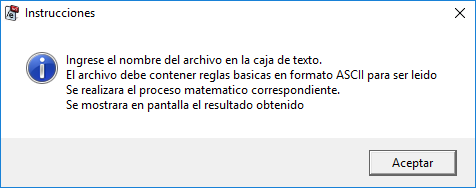 Instrucciones
Ingrese el nombre del archivo en la caja de texto.
El archivo debe contener reglas basicas en formato ASCII para ser leido
Se realizara el proceso matematico correspondiente.
Se mostrara en pantalla el resultado obtenido
Aceptar